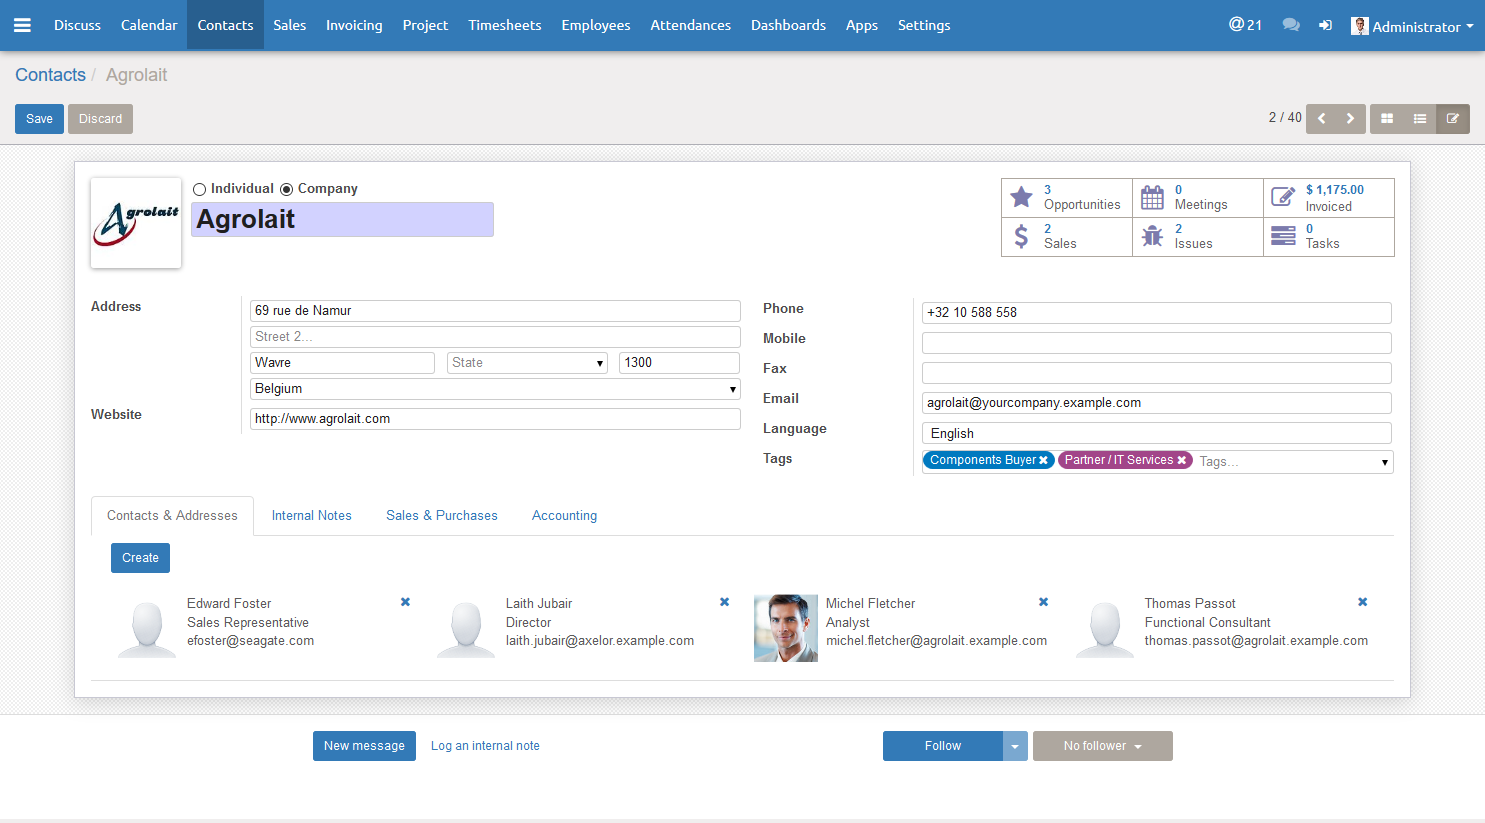 Discuss Calendar Contacts Sales Invoicing Project Timesheets Employees Attendances Dashboards Apps Settings @21 Administrator
Contacts / Agrolait
Save Discard 2 / 40
Agrolait
Individual Company
Agrolait
3 Opportunities
0 Meetings
$ 1,175.00 Invoiced
2 Sales
2 Issues
0 Tasks
Address
69 rue de Namur
Street 2...
Wavre State 1300
Belgium
Website http://www.agrolait.com
Phone +32 10 588 558
Mobile
Fax
Email agrolait@yourcompany.example.com
Language English
Tags Components Buyer Partner / IT Services Tags...
Contacts & Addresses Internal Notes Sales & Purchases Accounting
Create
Edward Foster
Sales Representative
efoster@seagate.com
Laith Jubair
Director
laith.jubair@axelor.example.com
Michel Fletcher
Analyst
michel.fletcher@agrolait.example.com
Thomas Passot
Functional Consultant
thomas.passot@agrolait.example.com
New message Log an internal note Follow No follower